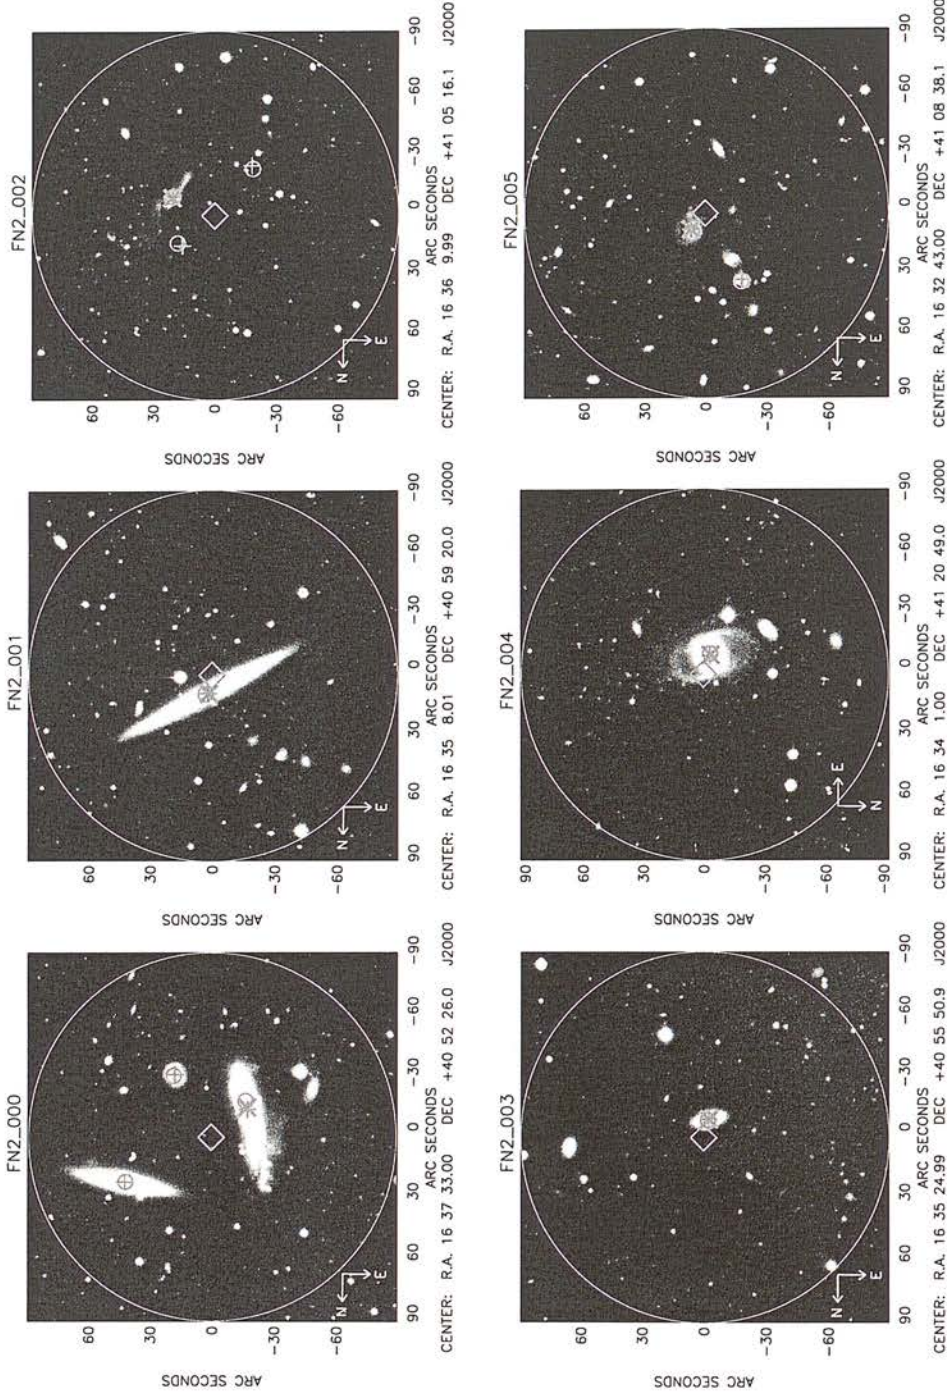 FN2_000
ARC SECONDS
60
30
0
-30
-60
N
E
90 60 30 0 -30 -60 -90
ARC SECONDS
CENTER: R.A. 16 37 33.00 DEC +40 52 26.0 J2000
FN2_001
ARC SECONDS
60
30
0
-30
-60
N
E
90 60 30 0 -30 -60 -90
ARC SECONDS
CENTER: R.A. 16 35 8.01 DEC +40 59 20.0 J2000
FN2_002
ARC SECONDS
60
30
0
-30
-60
N
E
90 60 30 0 -30 -60 -90
ARC SECONDS
CENTER: R.A. 16 36 9.99 DEC +41 05 16.1 J2000
FN2_003
ARC SECONDS
60
30
0
-30
-60
N
E
90 60 30 0 -30 -60 -90
ARC SECONDS
CENTER: R.A. 16 35 24.99 DEC +40 55 50.9 J2000
FN2_004
ARC SECONDS
90
60
30
0
-30
-60
-90
N
E
90 60 30 0 -30 -60 -90
ARC SECONDS
CENTER: R.A. 16 34 1.00 DEC +41 20 49.0 J2000
FN2_005
ARC SECONDS
60
30
0
-30
-60
N
E
90 60 30 0 -30 -60 -90
ARC SECONDS
CENTER: R.A. 16 32 43.00 DEC +41 08 38.1 J2000